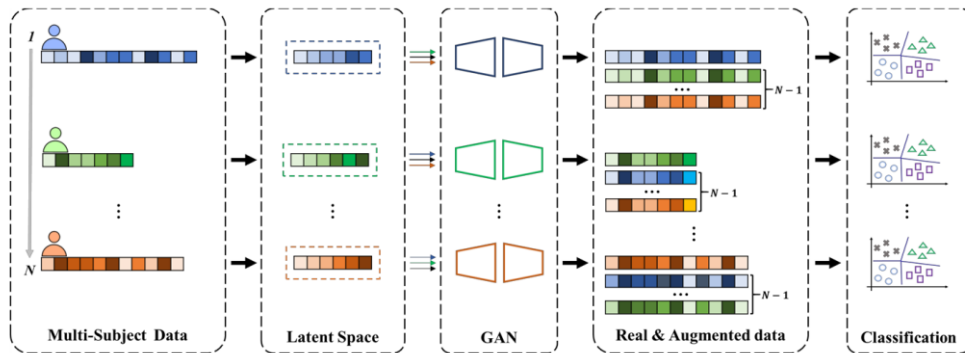 1
N
...
...
N − 1
...
N − 1
...
N − 1
...
...
...
Multi-Subject Data
Latent Space
GAN
Real & Augmented data
Classification